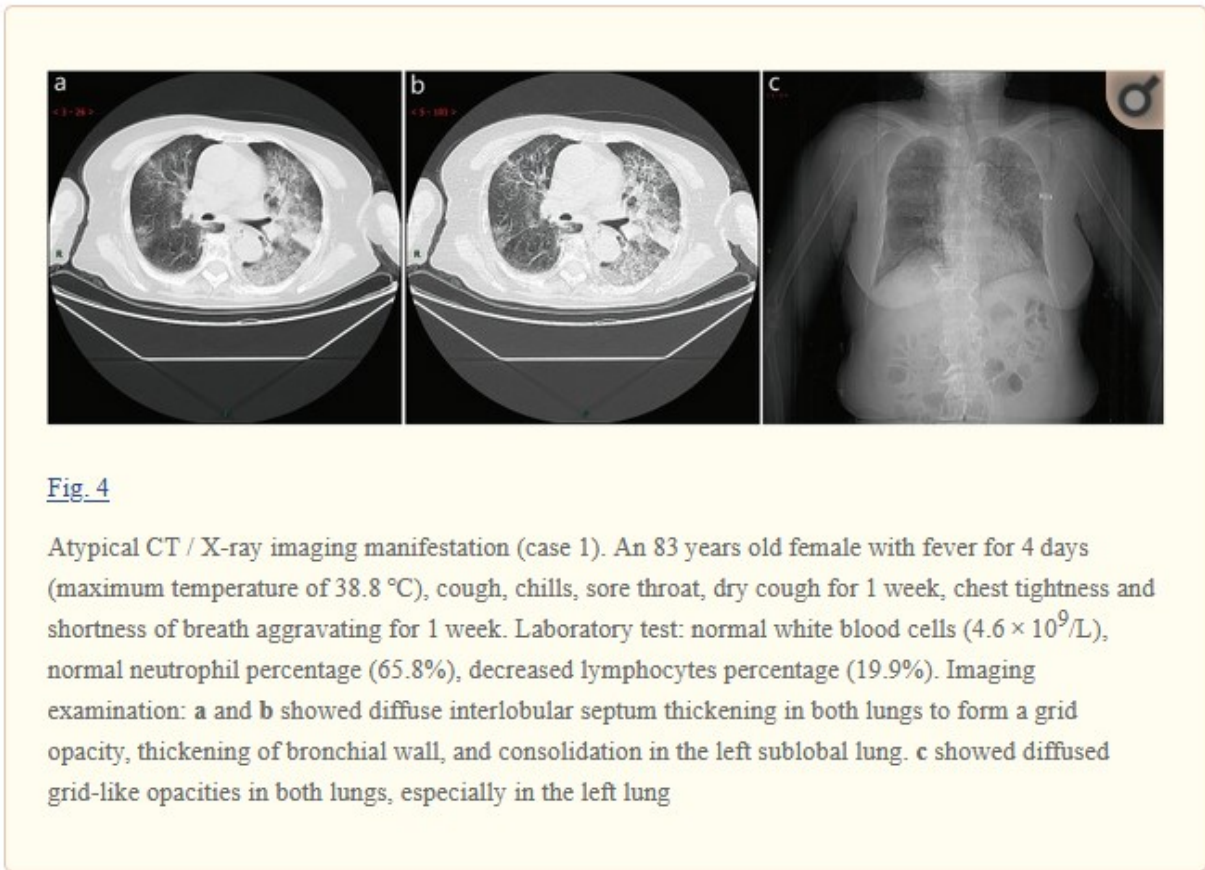 a
b
c
< 3 - 26 >
R
R
Fig. 4
Atypical CT / X-ray imaging manifestation (case 1). An 83 years old female with fever for 4 days
(maximum temperature of 38.8 °C), cough, chills, sore throat, dry cough for 1 week, chest tightness and
shortness of breath aggravating for 1 week. Laboratory test: normal white blood cells (4.6 × 10⁹/L),
normal neutrophil percentage (65.8%), decreased lymphocytes percentage (19.9%). Imaging
examination: a and b showed diffuse interlobular septum thickening in both lungs to form a grid
opacity, thickening of bronchial wall, and consolidation in the left sublobal lung. c showed diffused
grid-like opacities in both lungs, especially in the left lung